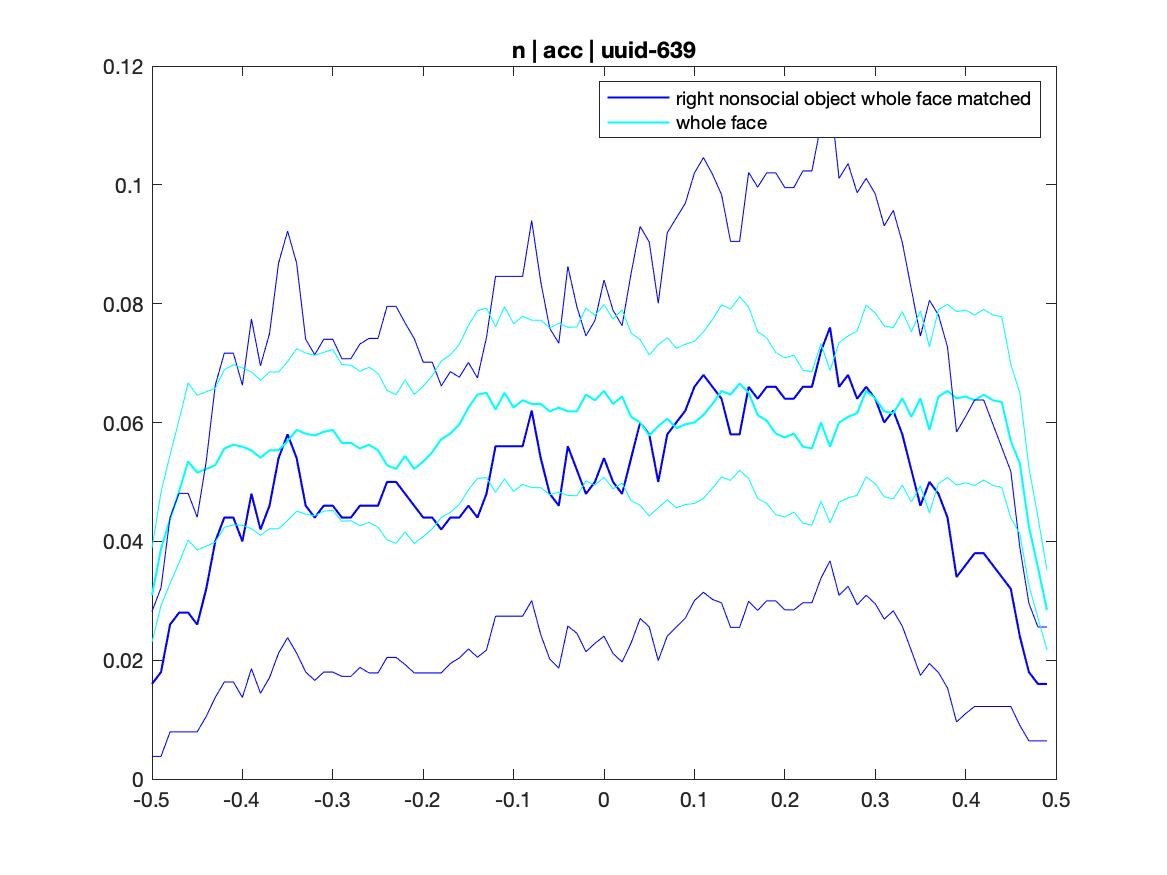 n | acc | uuid-639
0.12
0.1
0.08
0.06
0.04
0.02
0
right nonsocial object whole face matched
whole face
-0.5 -0.4 -0.3 -0.2 -0.1 0 0.1 0.2 0.3 0.4 0.5